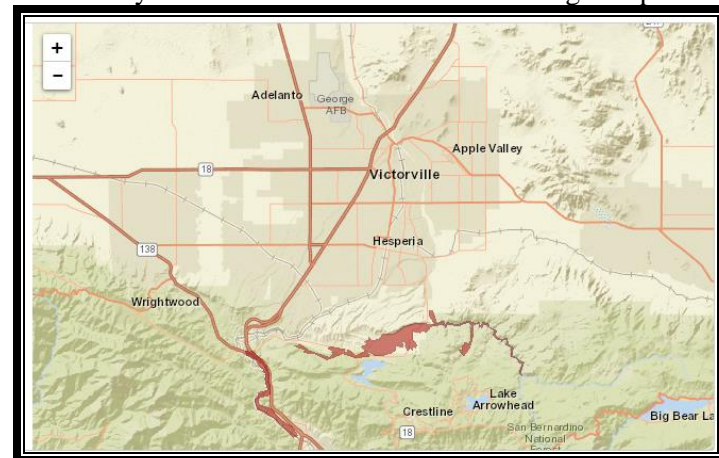 +
−
Adelanto
George
AFB
Apple Valley
18
Victorville
Hesperia
138
Wrightwood
Lake
Arrowhead
Crestline
Big Bear La
18
San Bernardino
National
Forest